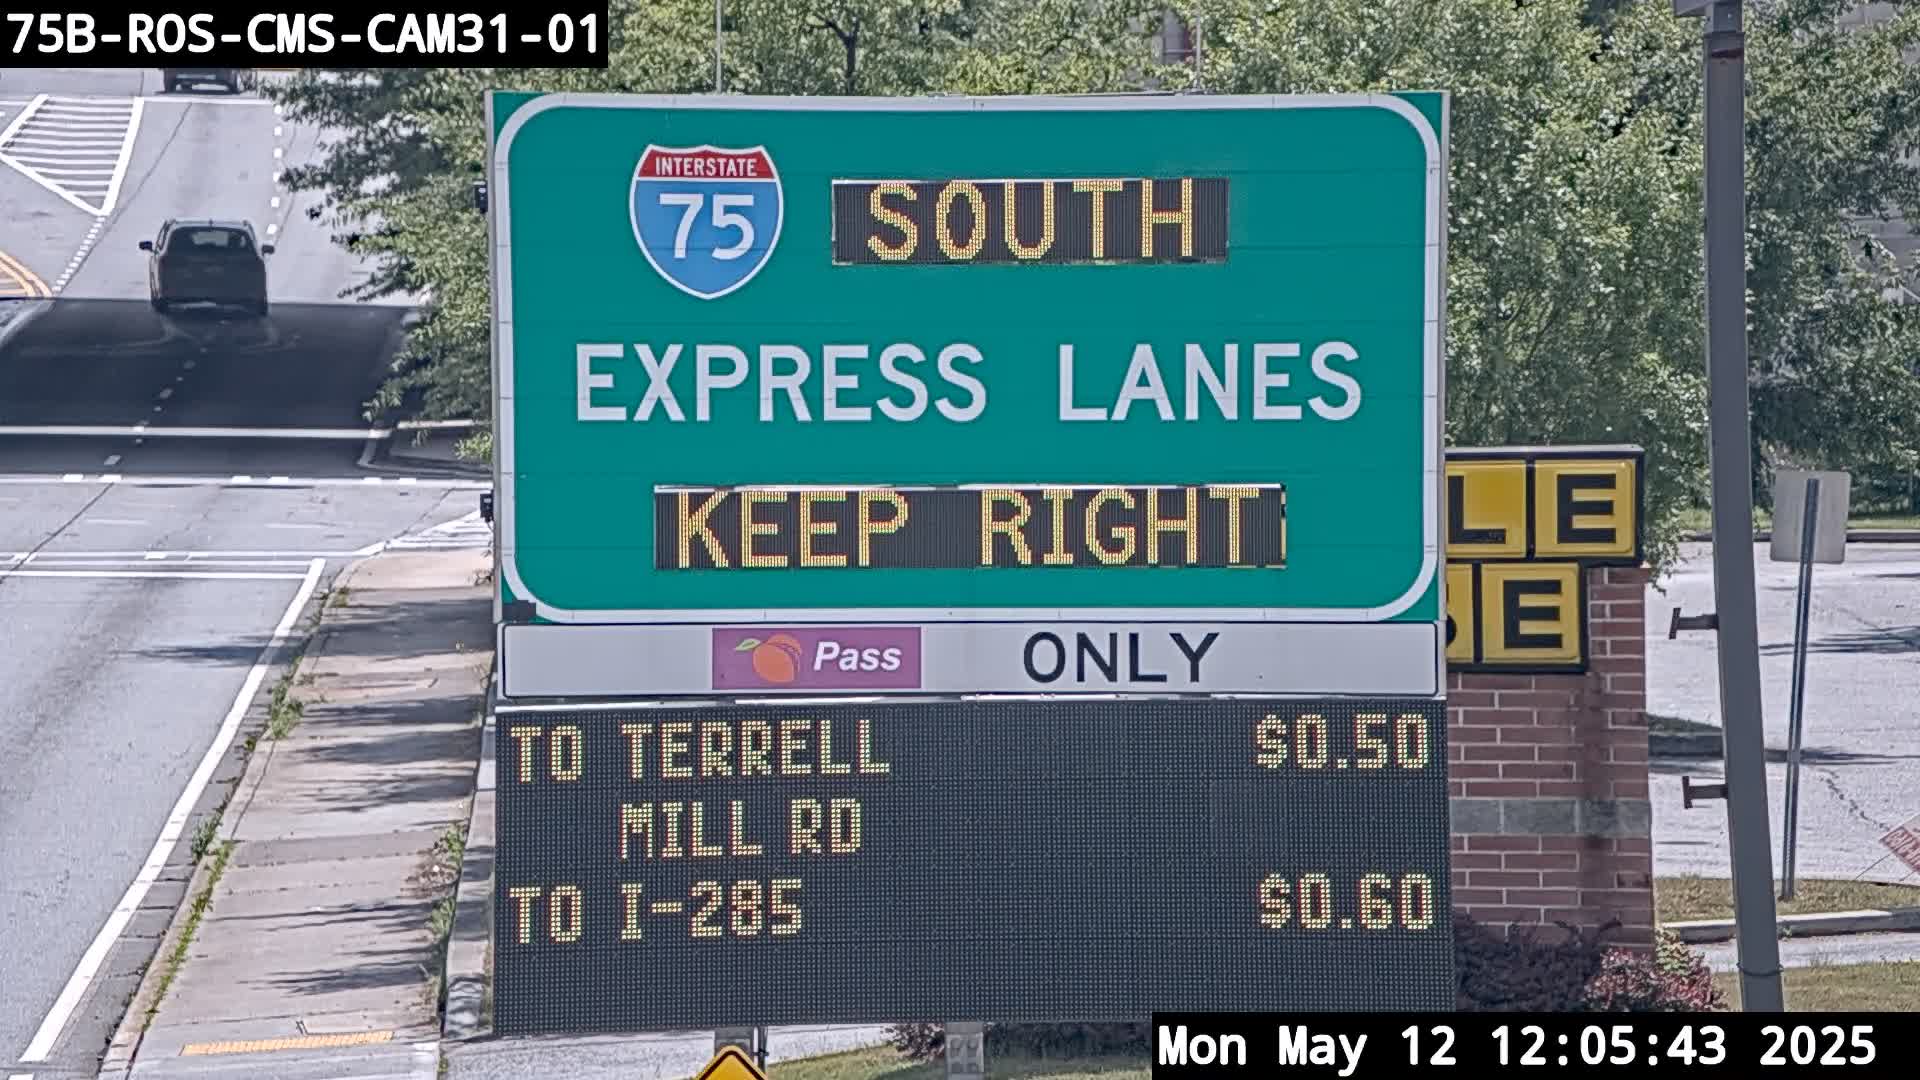 75B-ROS-CMS-CAM31-01
INTERSTATE
75
SOUTH
EXPRESS LANES
KEEP RIGHT
Pass ONLY
TO TERRELL $0.50
MILL RD
TO I-285 $0.60
LE
E
Mon May 12 12:05:43 2025